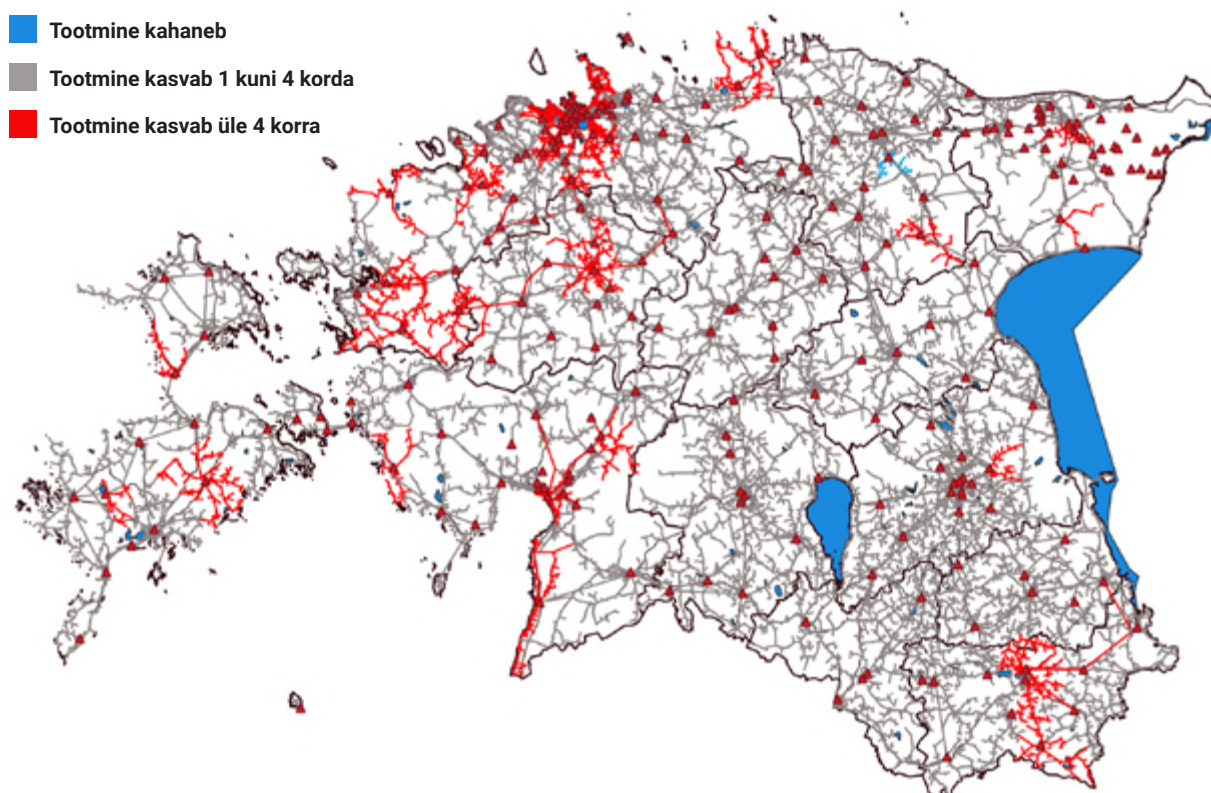 Tootmine kahaneb
Tootmine kasvab 1 kuni 4 korda
Tootmine kasvab üle 4 korra